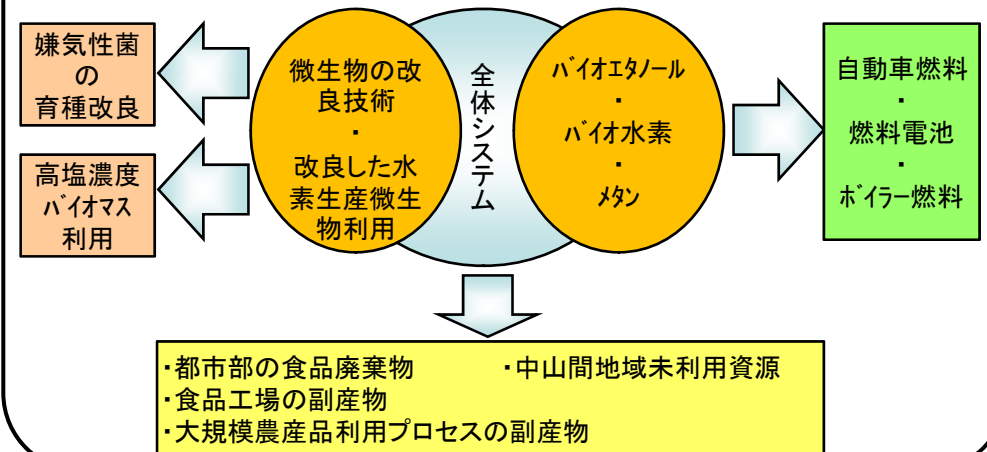 嫌気性菌
の
育種改良
高塩濃度
ﾊﾞｲｵﾏｽ
利用
微生物の改
良技術
・
改良した水
素生産微生
物利用
全体システム
ﾊﾞｲｵｴﾀﾉｰﾙ
・
ﾊﾞｲｵ水素
・
ﾒﾀﾝ
自動車燃料
・
燃料電池
・
ﾎﾞｲﾗｰ燃料
・都市部の食品廃棄物 ・中山間地域未利用資源
・食品工場の副産物
・大規模農産品利用プロセスの副産物